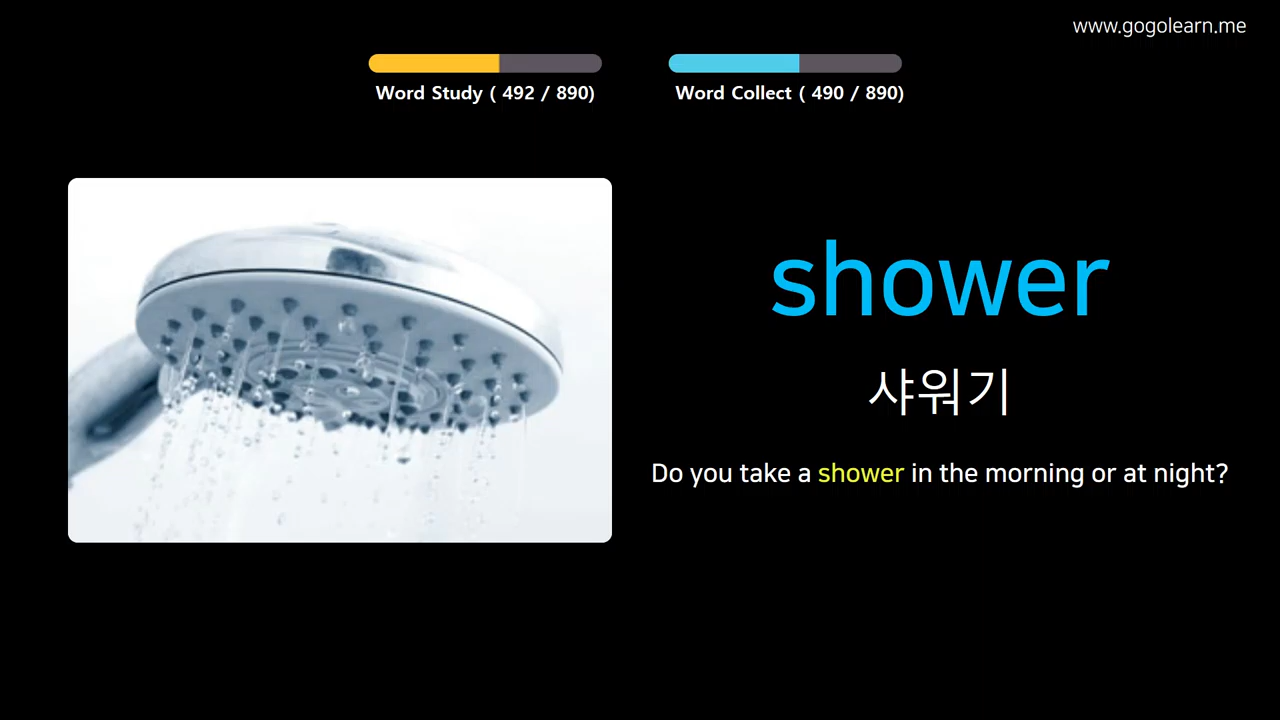 www.gogolearn.me
Word Study ( 492 / 890)
Word Collect ( 490 / 890)
shower
샤워기
Do you take a shower in the morning or at night?